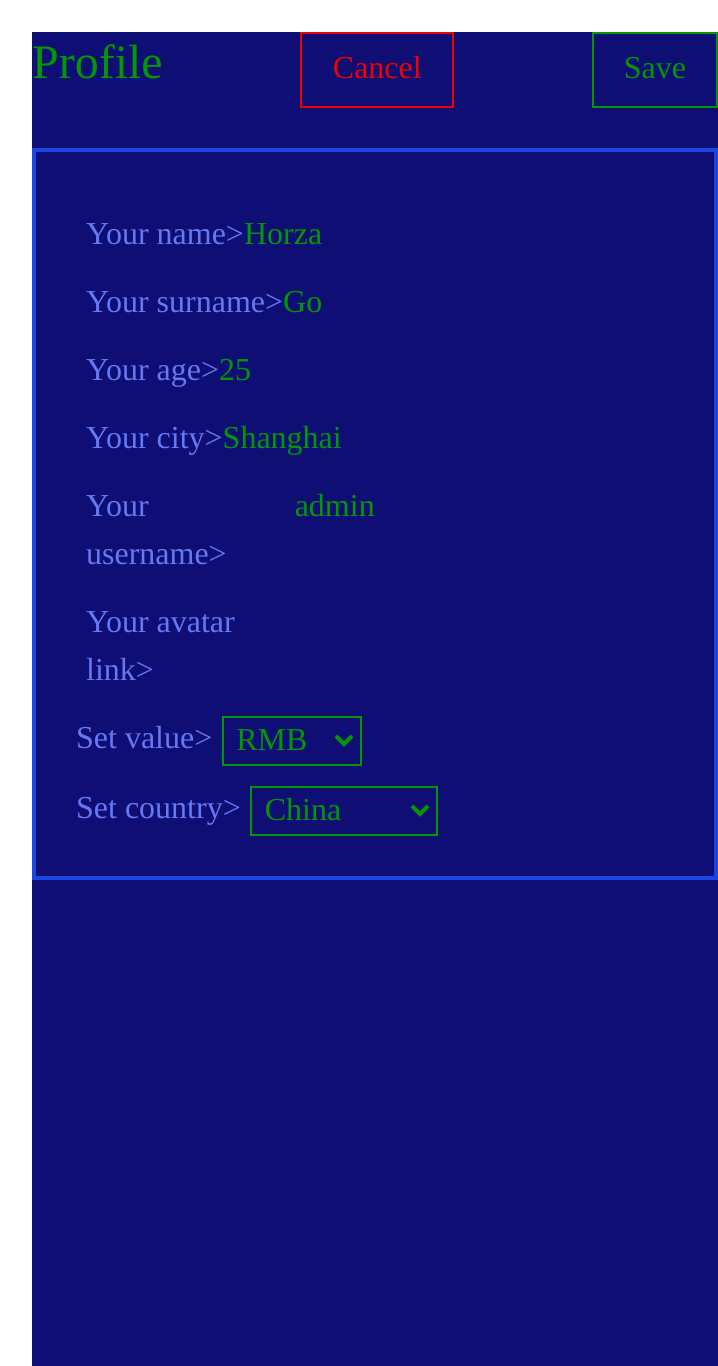 Profile Cancel Save
Your name>Horza
Your surname>Go
Your age>25
Your city>Shanghai
Your admin
username>
Your avatar
link>
Set value> RMB
Set country> China